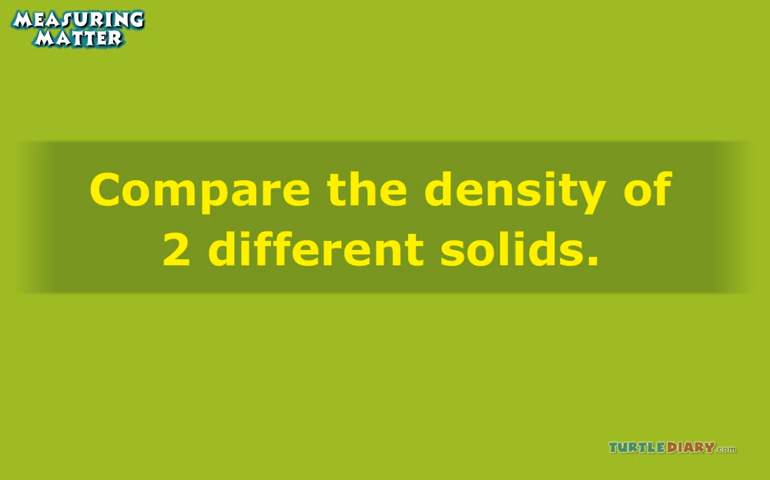 MEASURING
MATTER
Compare the density of
2 different solids.
TURTLEDIARY.com